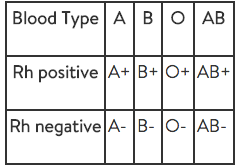 Blood Type A B O AB
Rh positive A+ B+ O+ AB+
Rh negative A- B- O- AB-